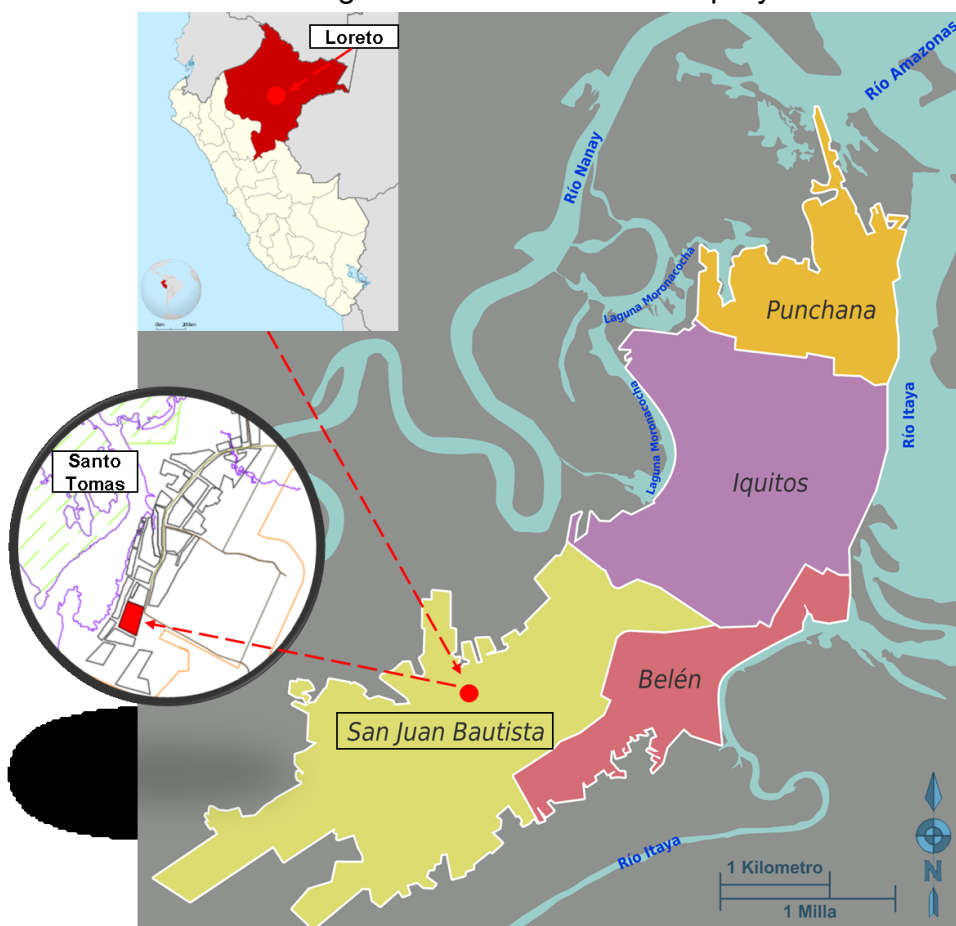 Loreto
Río Amazonas
Río Nanay
Laguna Moronacocha
Punchana
Río Itaya
Laguna Moronacocha
Iquitos
Santo
Tomas
Belén
San Juan Bautista
Río Itaya
1 Kilometro
1 Milla
N